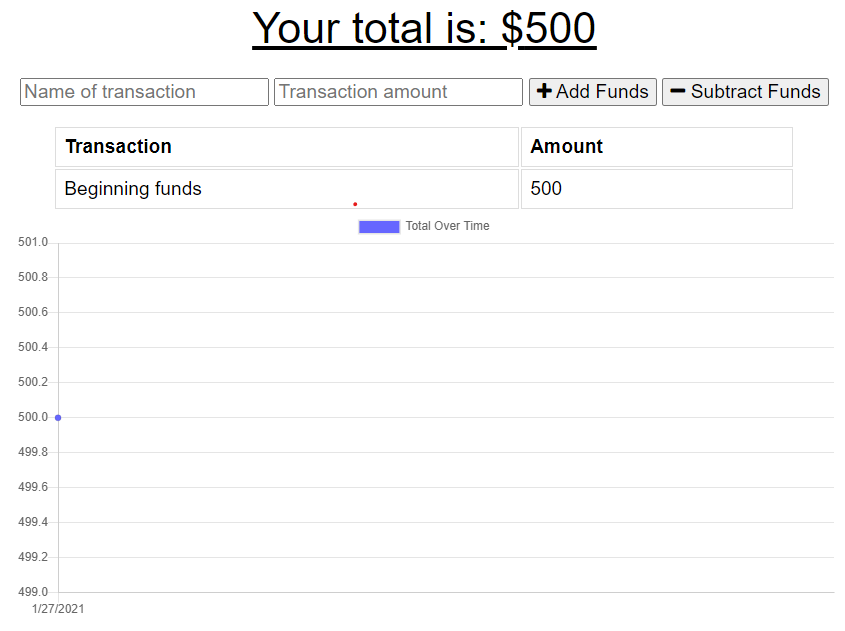 Your total is: $500
Name of transaction Transaction amount + Add Funds − Subtract Funds
Transaction Amount
Beginning funds 500
Total Over Time
501.0
500.8
500.6
500.4
500.2
500.0
499.8
499.6
499.4
499.2
499.0
1/27/2021